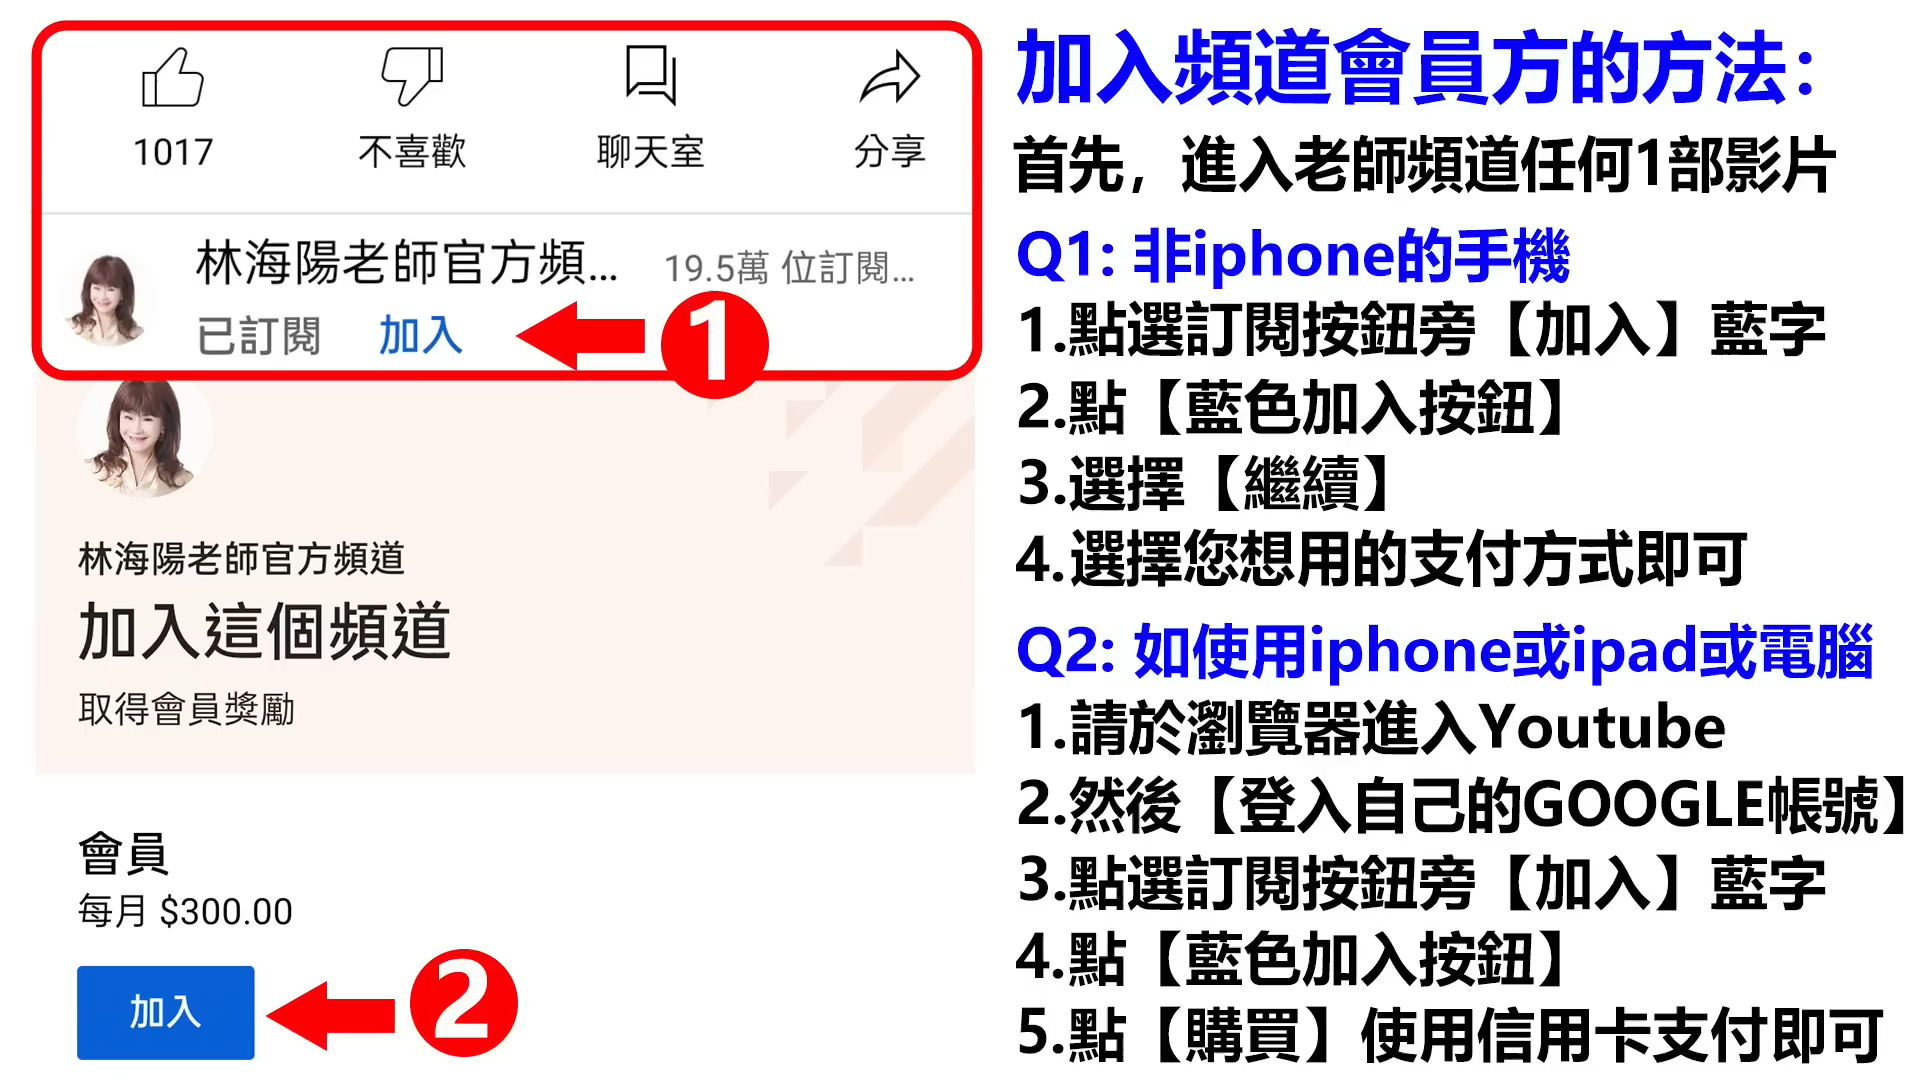 1017
不喜歡
聊天室
分享
林海陽老師官方頻...
19.5萬 位訂閱...
已訂閱
加入
1
林海陽老師官方頻道
加入這個頻道
取得會員獎勵
會員
每月 $300.00
加入
2
加入頻道會員方的方法：
首先，進入老師頻道任何1部影片
Q1: 非iphone的手機
1.點選訂閱按鈕旁【加入】藍字
2.點【藍色加入按鈕】
3.選擇【繼續】
4.選擇您想用的支付方式即可
Q2: 如使用iphone或ipad或電腦
1.請於瀏覽器進入Youtube
2.然後【登入自己的GOOGLE帳號】
3.點選訂閱按鈕旁【加入】藍字
4.點【藍色加入按鈕】
5.點【購買】使用信用卡支付即可